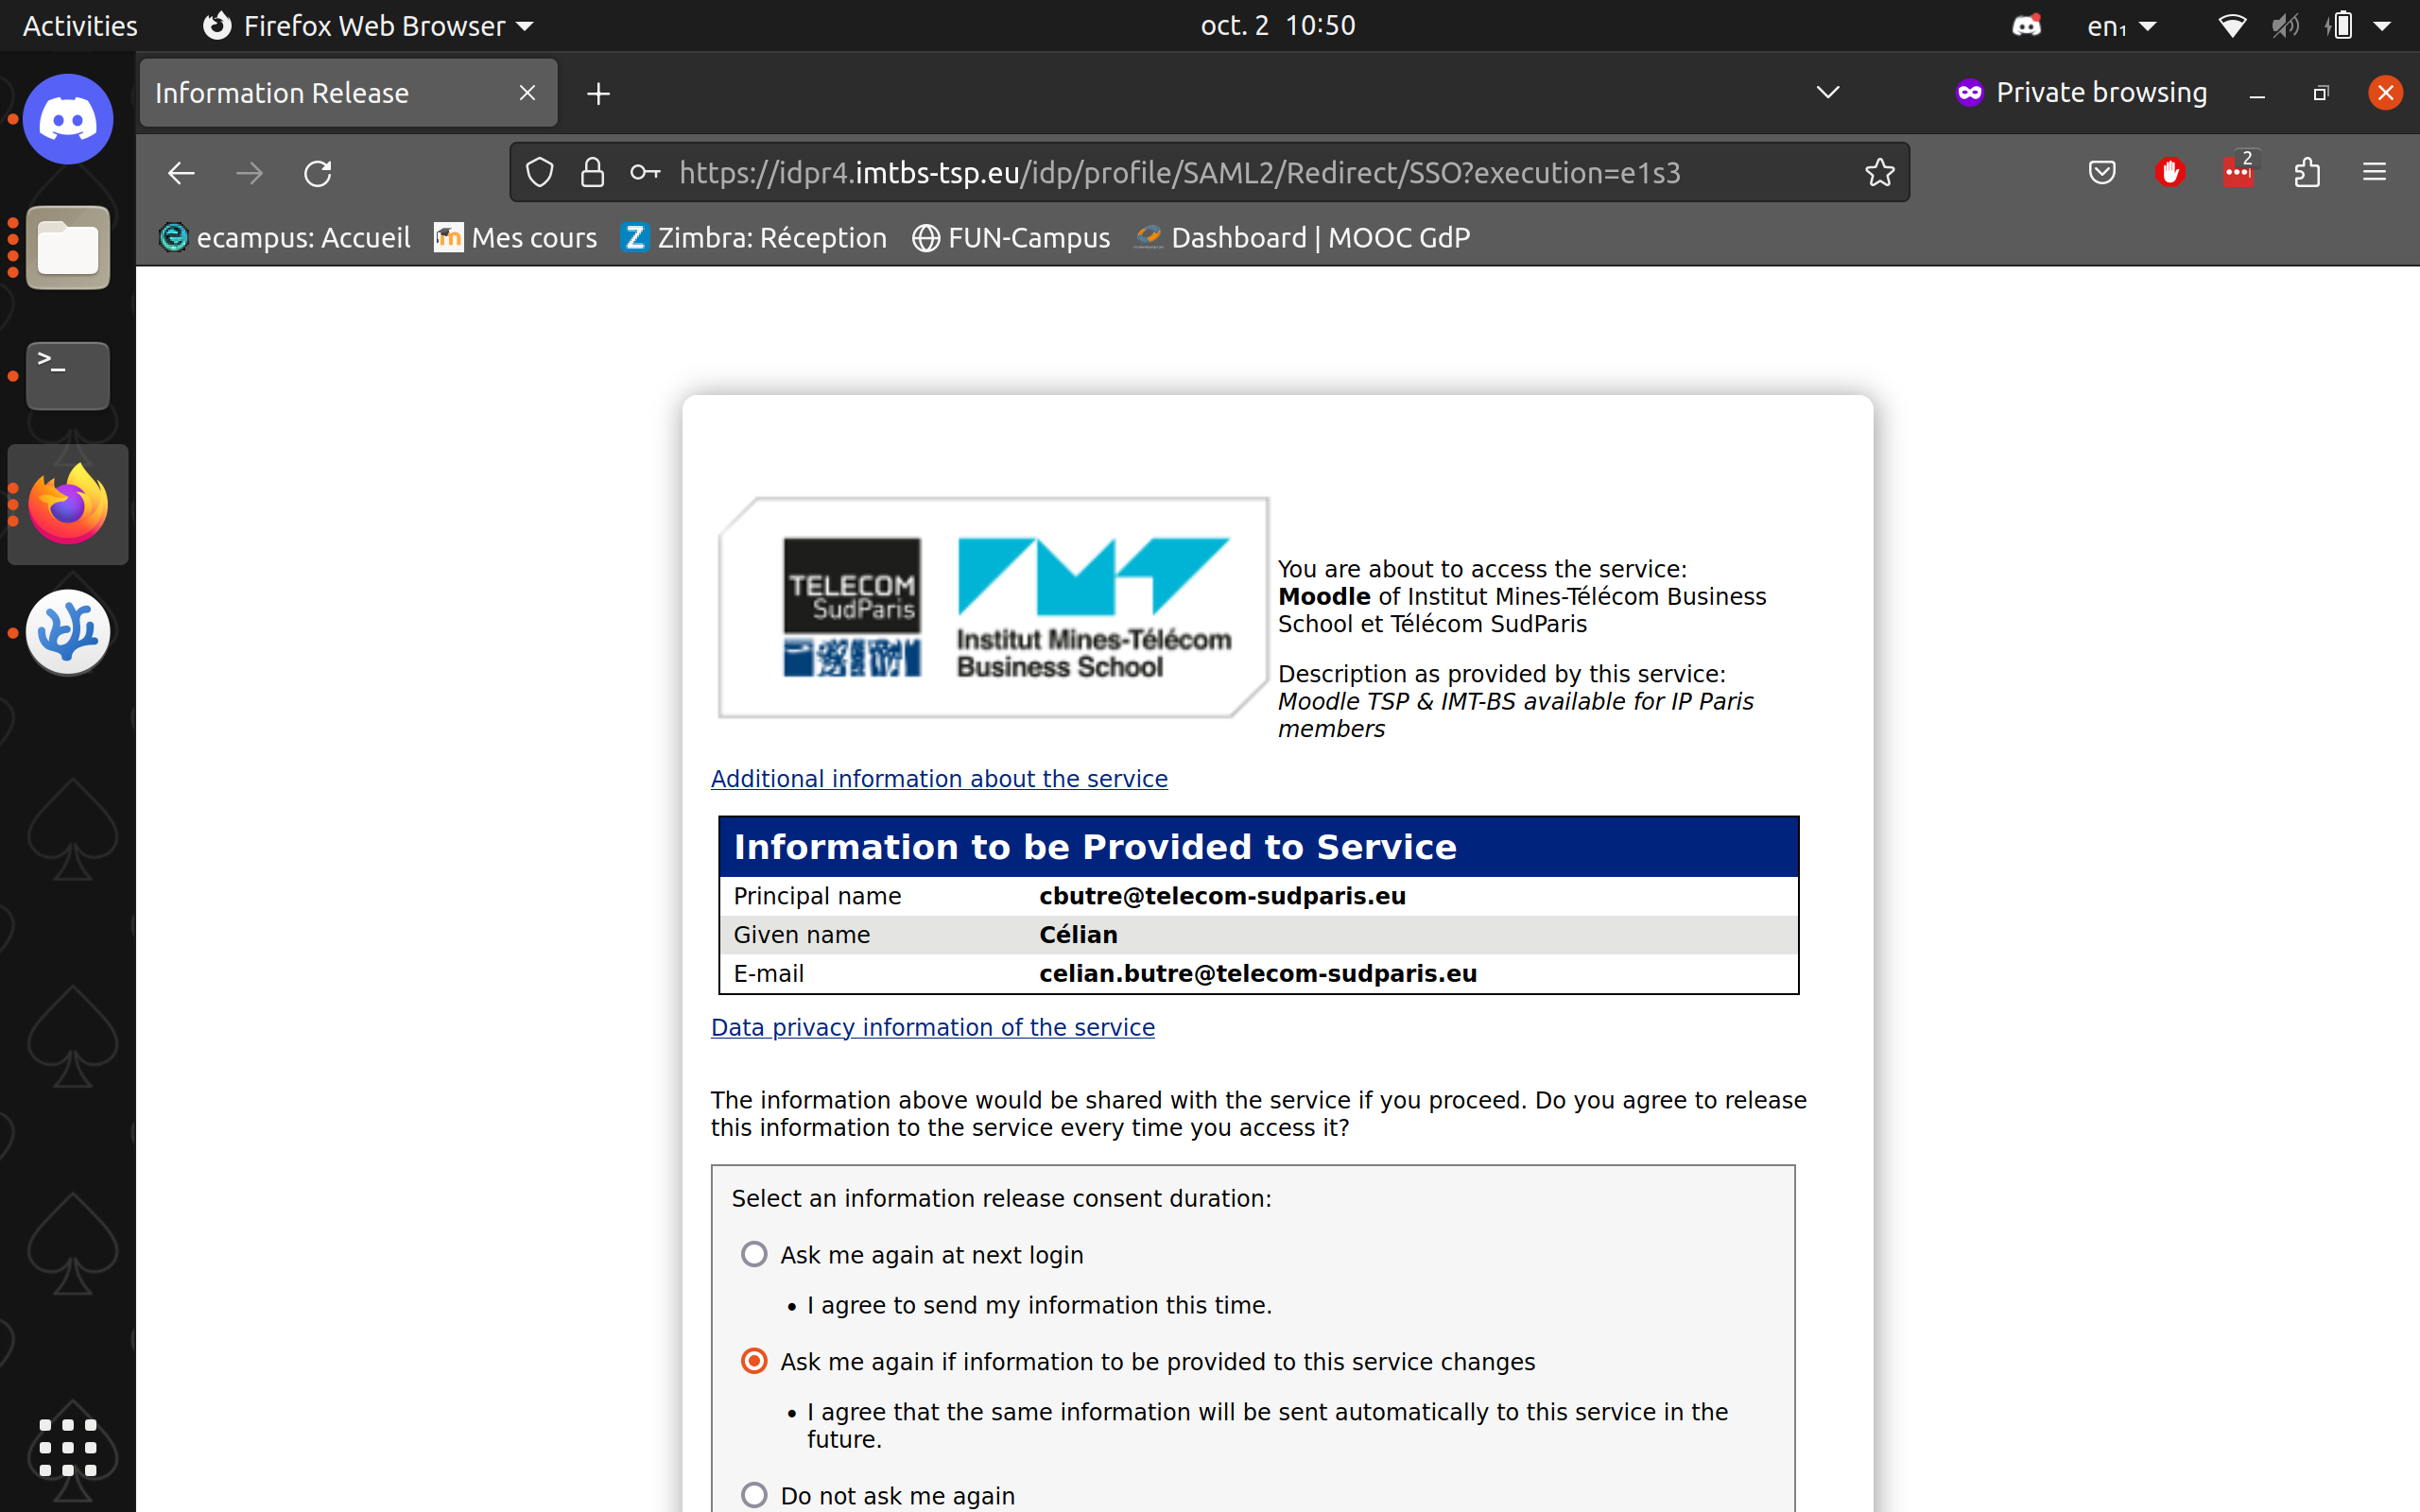 Activities
Firefox Web Browser
oct. 2 10:50
en₁
Information Release
Private browsing
https://idpr4.imtbs-tsp.eu/idp/profile/SAML2/Redirect/SSO?execution=e1s3
2
ecampus: Accueil
Mes cours
Zimbra: Réception
FUN-Campus
Dashboard | MOOC GdP
TELECOM
SudParis
Institut Mines-Télécom
Business School
You are about to access the service:
Moodle of Institut Mines-Télécom Business
School et Télécom SudParis
Description as provided by this service:
Moodle TSP & IMT-BS available for IP Paris
members
Additional information about the service
Information to be Provided to Service
Principal name cbutre@telecom-sudparis.eu
Given name Célian
E-mail celian.butre@telecom-sudparis.eu
Data privacy information of the service
The information above would be shared with the service if you proceed. Do you agree to release
this information to the service every time you access it?
Select an information release consent duration:
Ask me again at next login
• I agree to send my information this time.
Ask me again if information to be provided to this service changes
• I agree that the same information will be sent automatically to this service in the
future.
Do not ask me again